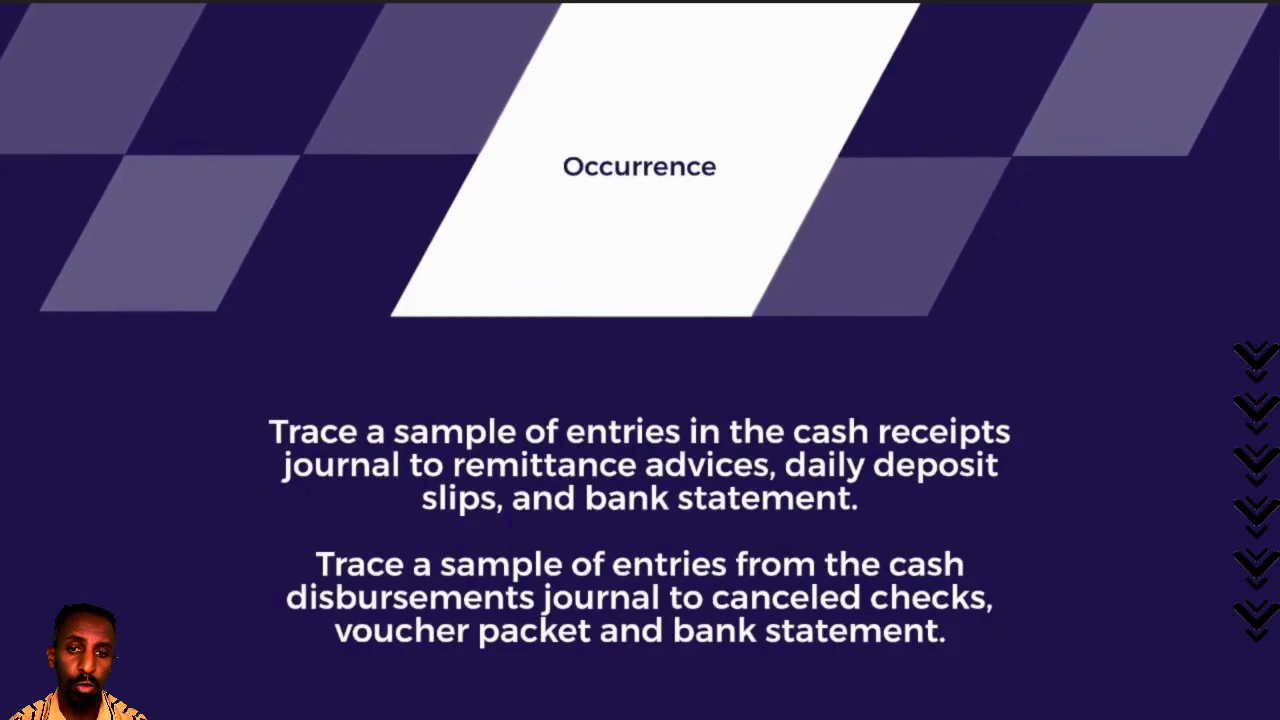 Occurrence
Trace a sample of entries in the cash receipts
journal to remittance advices, daily deposit
slips, and bank statement.
Trace a sample of entries from the cash
disbursements journal to canceled checks,
voucher packet and bank statement.